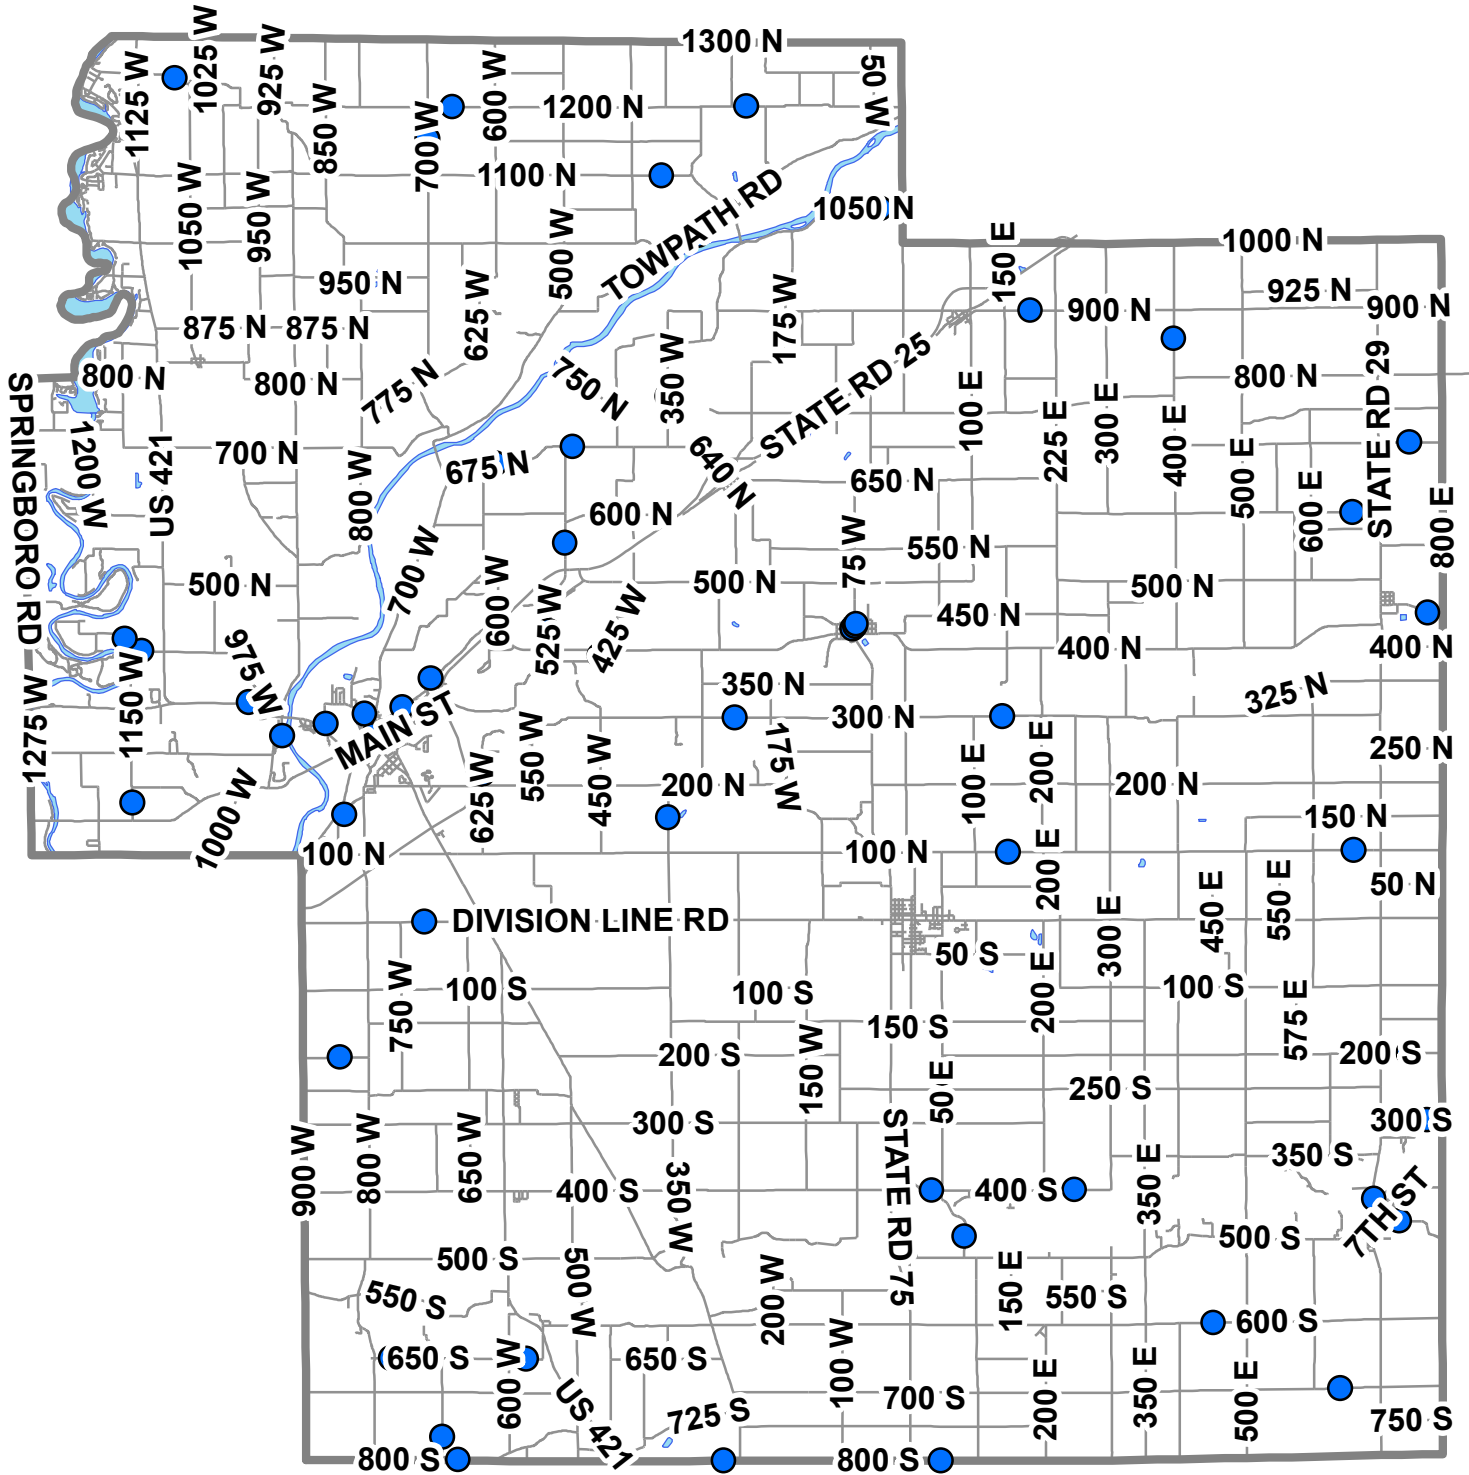 1300 N
1025 W
925 W
1125 W
850 W
600 W
50 W
700 W
1200 N
1100 N
1050 W
950 W
500 W
TOWPATH RD
1050 N
150 E
1000 N
950 N
625 W
175 W
925 N
900 N
900 N
875 N
875 N
800 N
800 N
775 N
750 N
350 W
STATE RD 25
800 N
STATE RD 29
SPRINGBORO RD
1200 W
US 421
700 N
800 W
675 N
640 N
100 E
225 E
300 E
400 E
500 E
600 E
800 E
650 N
600 N
550 N
75 W
700 W
500 N
600 W
525 W
425 W
500 N
500 N
450 N
400 N
400 N
975 W
1150 W
1275 W
350 N
325 N
300 N
MAIN ST
250 N
625 W
550 W
450 W
200 N
175 W
100 E
200 E
200 N
1000 W
150 N
100 N
100 N
200 E
50 N
450 E
550 E
300 E
DIVISION LINE RD
50 S
750 W
100 S
100 S
200 E
100 S
575 E
150 S
200 S
150 W
200 S
50 E
250 S
300 S
300 S
900 W
800 W
650 W
350 W
STATE RD 75
350 E
350 S
400 S
400 S
7TH ST
500 S
500 S
500 W
200 W
150 E
550 S
550 S
600 S
650 S
600 W
650 S
100 W
200 E
350 E
500 E
700 S
US 421
725 S
750 S
800 S
800 S